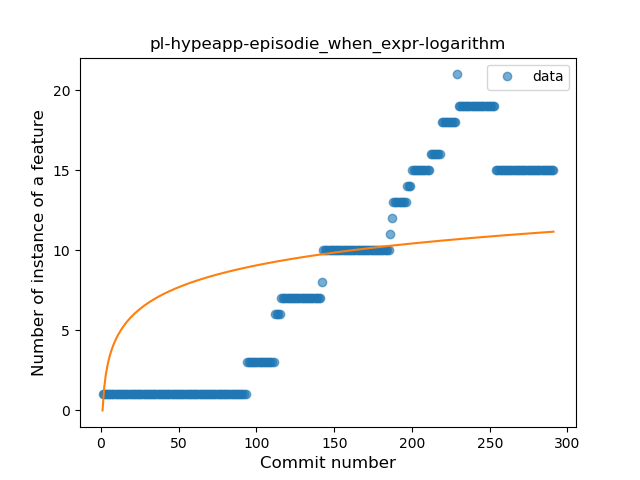 pl-hypeapp-episodie_when_expr-logarithm
data
Number of instance of a feature
20
15
10
5
0
0 50 100 150 200 250 300
Commit number